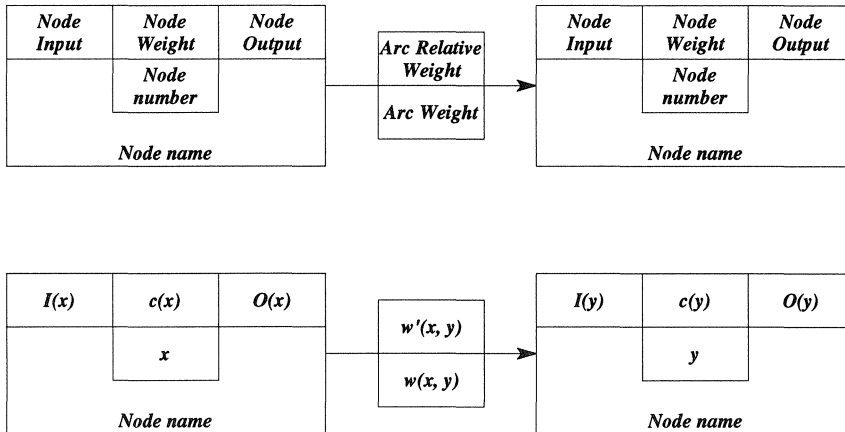 Node Input
Node Weight
Node Output
Node number
Node name
Arc Relative Weight
Arc Weight
Node Input
Node Weight
Node Output
Node number
Node name
I(x)
c(x)
O(x)
x
Node name
w'(x, y)
w(x, y)
I(y)
c(y)
O(y)
y
Node name